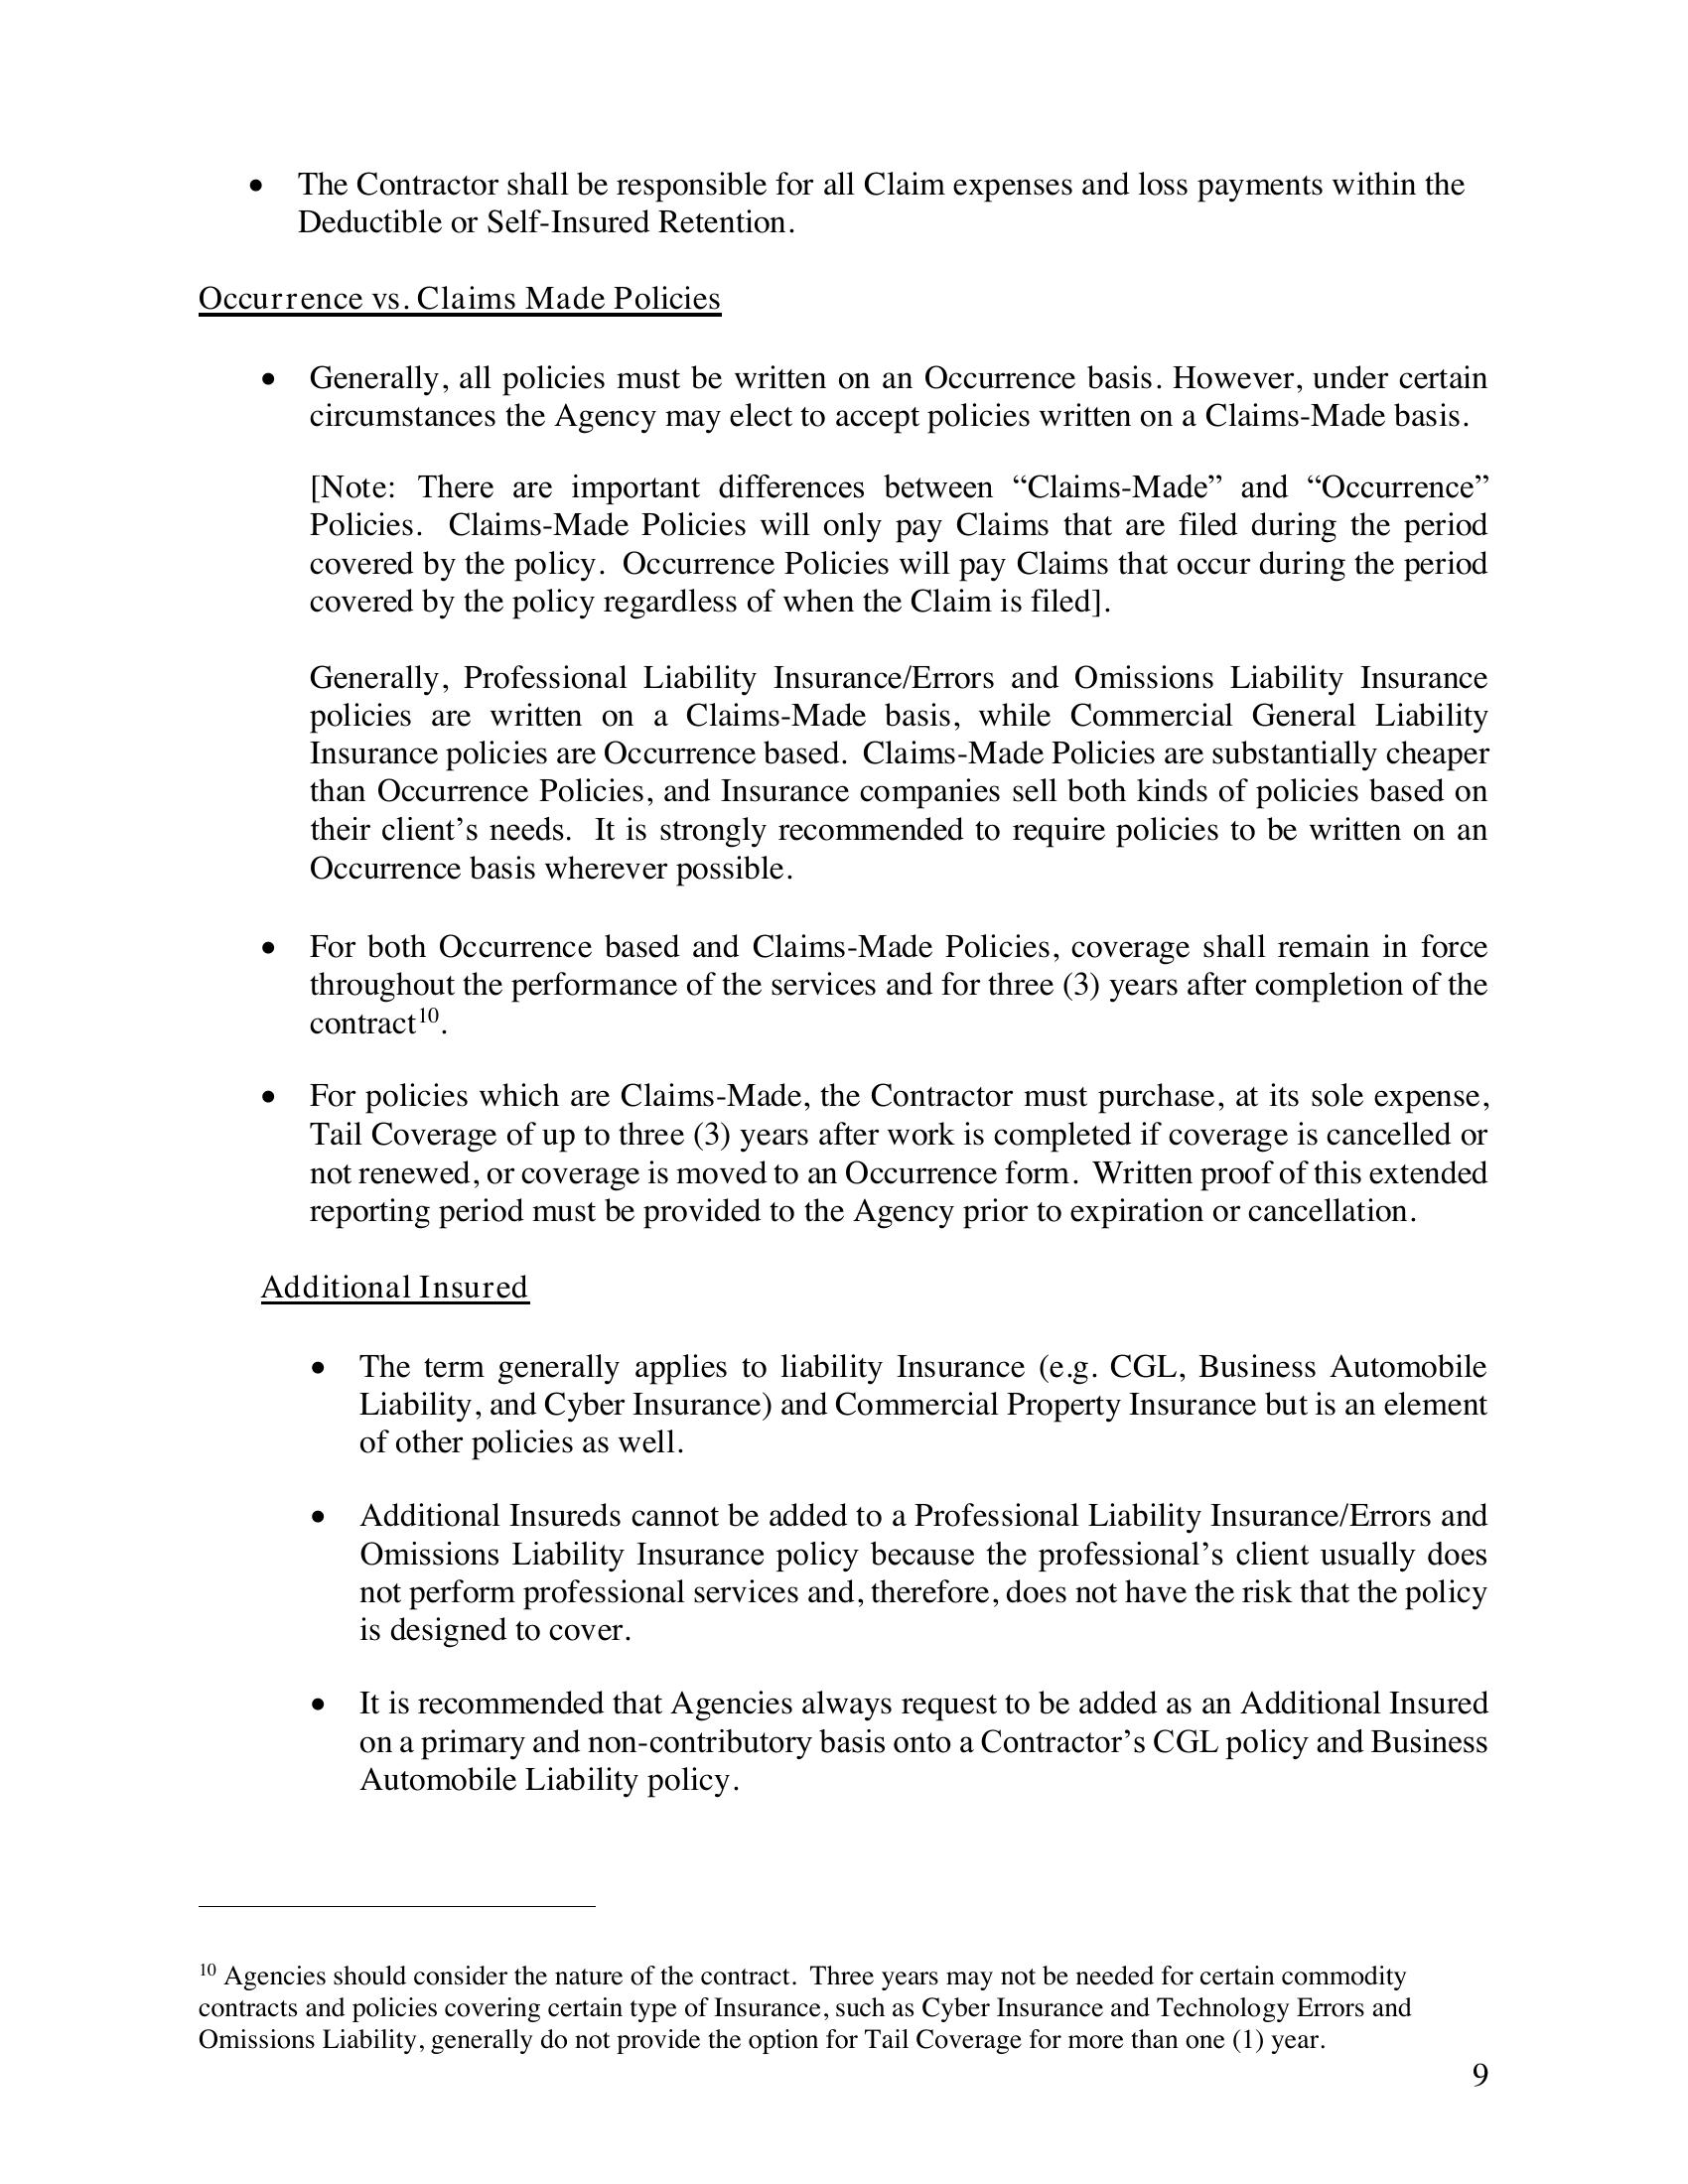 • The Contractor shall be responsible for all Claim expenses and loss payments within the
Deductible or Self-Insured Retention.
Occurrence vs. Claims Made Policies
• Generally, all policies must be written on an Occurrence basis. However, under certain
circumstances the Agency may elect to accept policies written on a Claims-Made basis.
[Note: There are important differences between “Claims-Made” and “Occurrence”
Policies. Claims-Made Policies will only pay Claims that are filed during the period
covered by the policy. Occurrence Policies will pay Claims that occur during the period
covered by the policy regardless of when the Claim is filed].
Generally, Professional Liability Insurance/Errors and Omissions Liability Insurance
policies are written on a Claims-Made basis, while Commercial General Liability
Insurance policies are Occurrence based. Claims-Made Policies are substantially cheaper
than Occurrence Policies, and Insurance companies sell both kinds of policies based on
their client’s needs. It is strongly recommended to require policies to be written on an
Occurrence basis wherever possible.
• For both Occurrence based and Claims-Made Policies, coverage shall remain in force
throughout the performance of the services and for three (3) years after completion of the
contract¹⁰.
• For policies which are Claims-Made, the Contractor must purchase, at its sole expense,
Tail Coverage of up to three (3) years after work is completed if coverage is cancelled or
not renewed, or coverage is moved to an Occurrence form. Written proof of this extended
reporting period must be provided to the Agency prior to expiration or cancellation.
Additional Insured
• The term generally applies to liability Insurance (e.g. CGL, Business Automobile
Liability, and Cyber Insurance) and Commercial Property Insurance but is an element
of other policies as well.
• Additional Insureds cannot be added to a Professional Liability Insurance/Errors and
Omissions Liability Insurance policy because the professional’s client usually does
not perform professional services and, therefore, does not have the risk that the policy
is designed to cover.
• It is recommended that Agencies always request to be added as an Additional Insured
on a primary and non-contributory basis onto a Contractor’s CGL policy and Business
Automobile Liability policy.
¹⁰ Agencies should consider the nature of the contract. Three years may not be needed for certain commodity
contracts and policies covering certain type of Insurance, such as Cyber Insurance and Technology Errors and
Omissions Liability, generally do not provide the option for Tail Coverage for more than one (1) year.
9